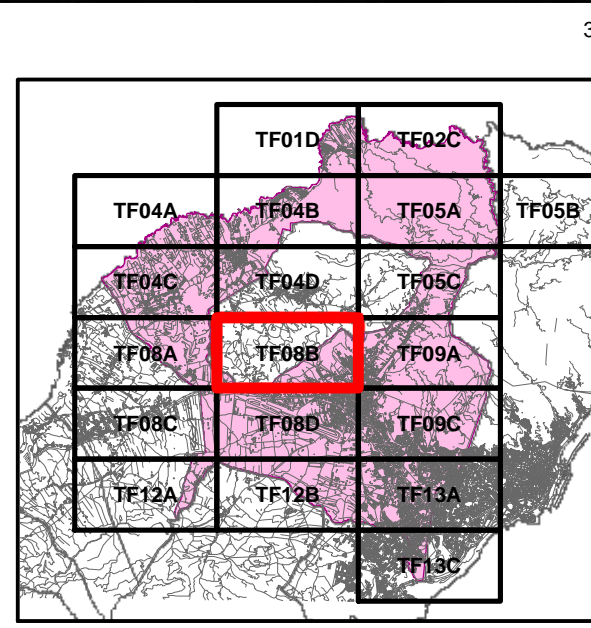 3
TF01D TF02C
TF04A TF04B TF05A TF05B
TF04C TF04D TF05C
TF08A TF08B TF09A
TF08C TF08D TF09C
TF12A TF12B TF13A
TF13C